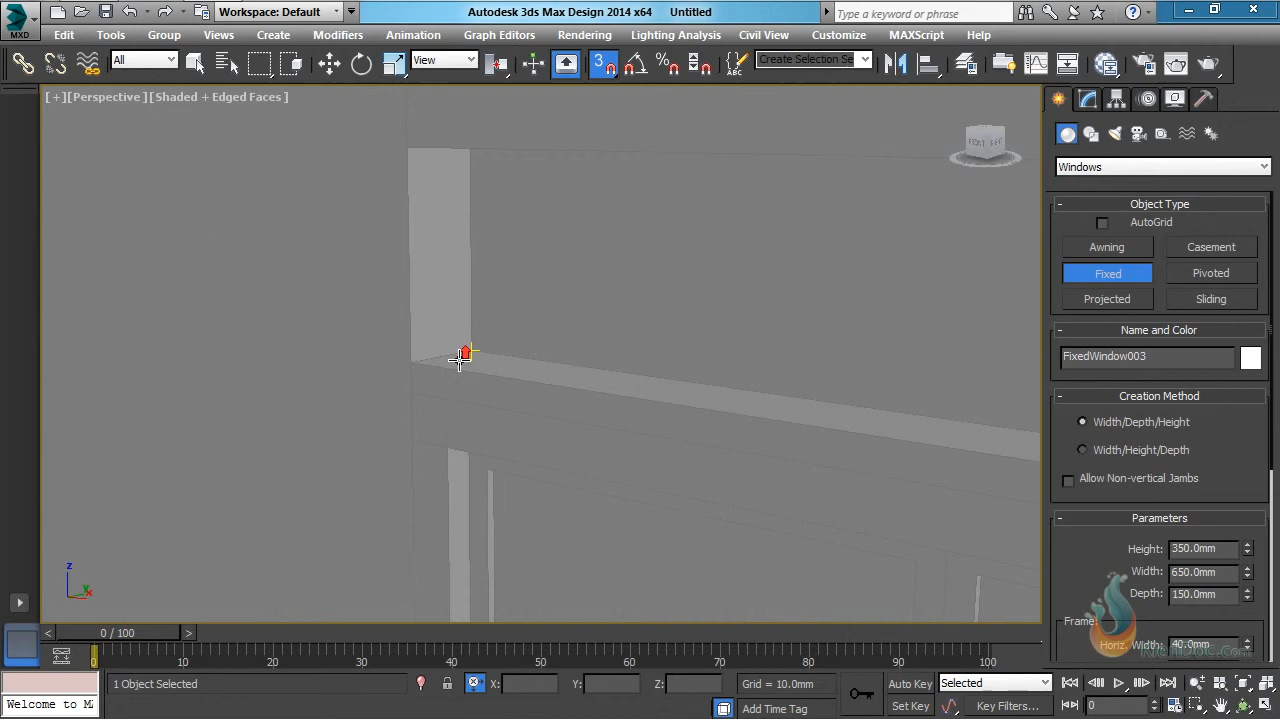 MXD
Workspace: Default
Autodesk 3ds Max Design 2014 x64 Untitled
Type a keyword or phrase
Edit Tools Group Views Create Modifiers Animation Graph Editors Rendering Lighting Analysis Civil View Customize MAXScript Help
All
View
3
Create Selection Se
[+][Perspective][Shaded + Edged Faces]
Windows
- Object Type
AutoGrid
Awning Casement
Fixed Pivoted
Projected Sliding
- Name and Color
FixedWindow003
- Creation Method
Width/Depth/Height
Width/Height/Depth
Allow Non-vertical Jambs
- Parameters
Height: 350.0mm
Width: 650.0mm
Depth: 150.0mm
Frame:
Horiz. Width: 40.0mm
z
< 0 / 100 >
0 10 20 30 40 50 60 70 80 90 100
1 Object Selected
X: Y: Z:
Grid = 10.0mm
Auto Key
Selected
Welcome to M
Add Time Tag
Set Key
Key Filters...
0